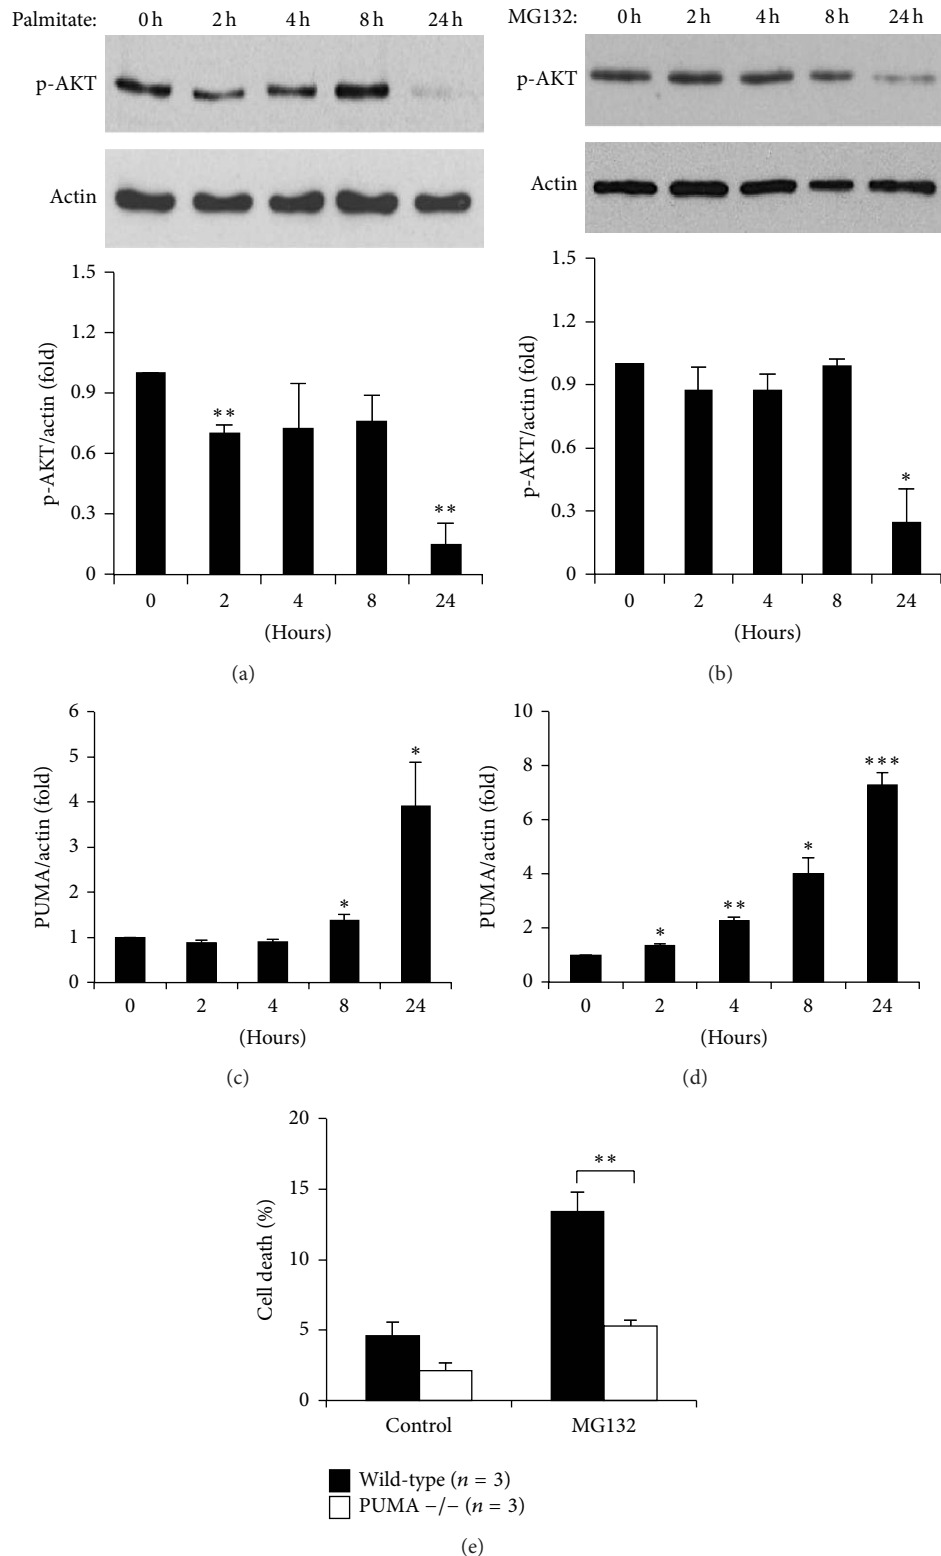 Palmitate: 0 h 2 h 4 h 8 h 24 h
p-AKT
Actin
1.5
1.2
0.9
0.6
0.3
0
p-AKT/actin (fold)
**
**
0 2 4 8 24
(Hours)
(a)
MG132: 0 h 2 h 4 h 8 h 24 h
p-AKT
Actin
1.5
1.2
0.9
0.6
0.3
0
p-AKT/actin (fold)
*
0 2 4 8 24
(Hours)
(b)
6
5
4
3
2
1
0
PUMA/actin (fold)
*
*
0 2 4 8 24
(Hours)
(c)
10
8
6
4
2
0
PUMA/actin (fold)
*
**
*
***
0 2 4 8 24
(Hours)
(d)
20
15
10
5
0
Cell death (%)
**
Control MG132
Wild-type (n = 3)
PUMA −/− (n = 3)
(e)